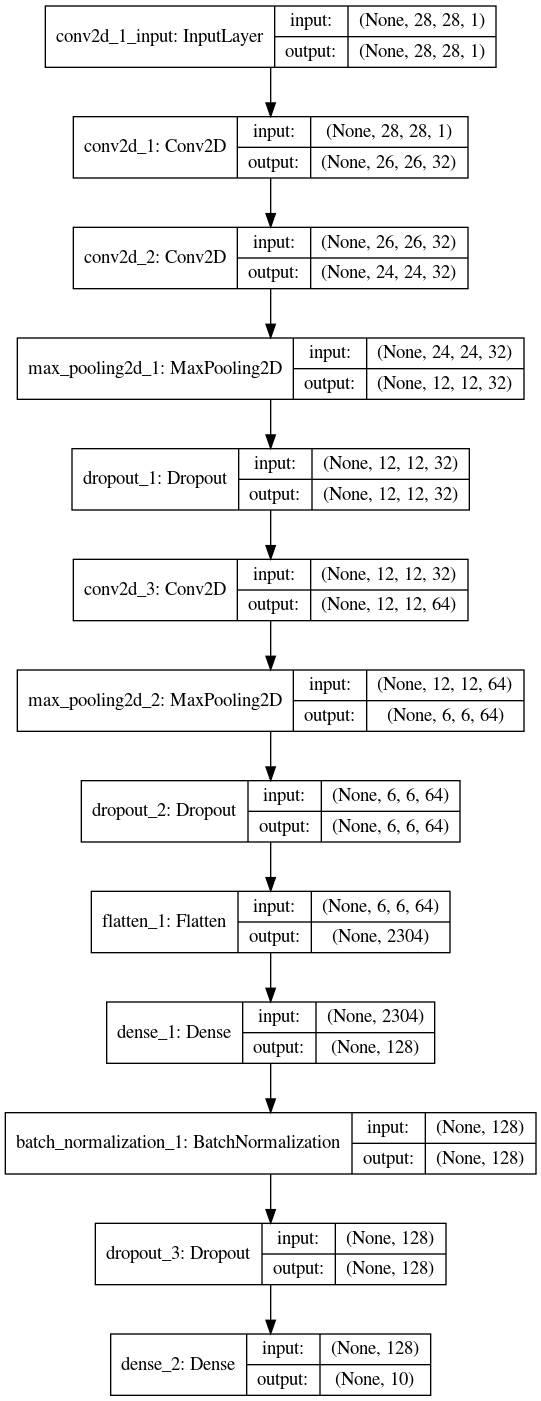 conv2d_1_input: InputLayer
input: (None, 28, 28, 1)
output: (None, 28, 28, 1)
conv2d_1: Conv2D
input: (None, 28, 28, 1)
output: (None, 26, 26, 32)
conv2d_2: Conv2D
input: (None, 26, 26, 32)
output: (None, 24, 24, 32)
max_pooling2d_1: MaxPooling2D
input: (None, 24, 24, 32)
output: (None, 12, 12, 32)
dropout_1: Dropout
input: (None, 12, 12, 32)
output: (None, 12, 12, 32)
conv2d_3: Conv2D
input: (None, 12, 12, 32)
output: (None, 12, 12, 64)
max_pooling2d_2: MaxPooling2D
input: (None, 12, 12, 64)
output: (None, 6, 6, 64)
dropout_2: Dropout
input: (None, 6, 6, 64)
output: (None, 6, 6, 64)
flatten_1: Flatten
input: (None, 6, 6, 64)
output: (None, 2304)
dense_1: Dense
input: (None, 2304)
output: (None, 128)
batch_normalization_1: BatchNormalization
input: (None, 128)
output: (None, 128)
dropout_3: Dropout
input: (None, 128)
output: (None, 128)
dense_2: Dense
input: (None, 128)
output: (None, 10)